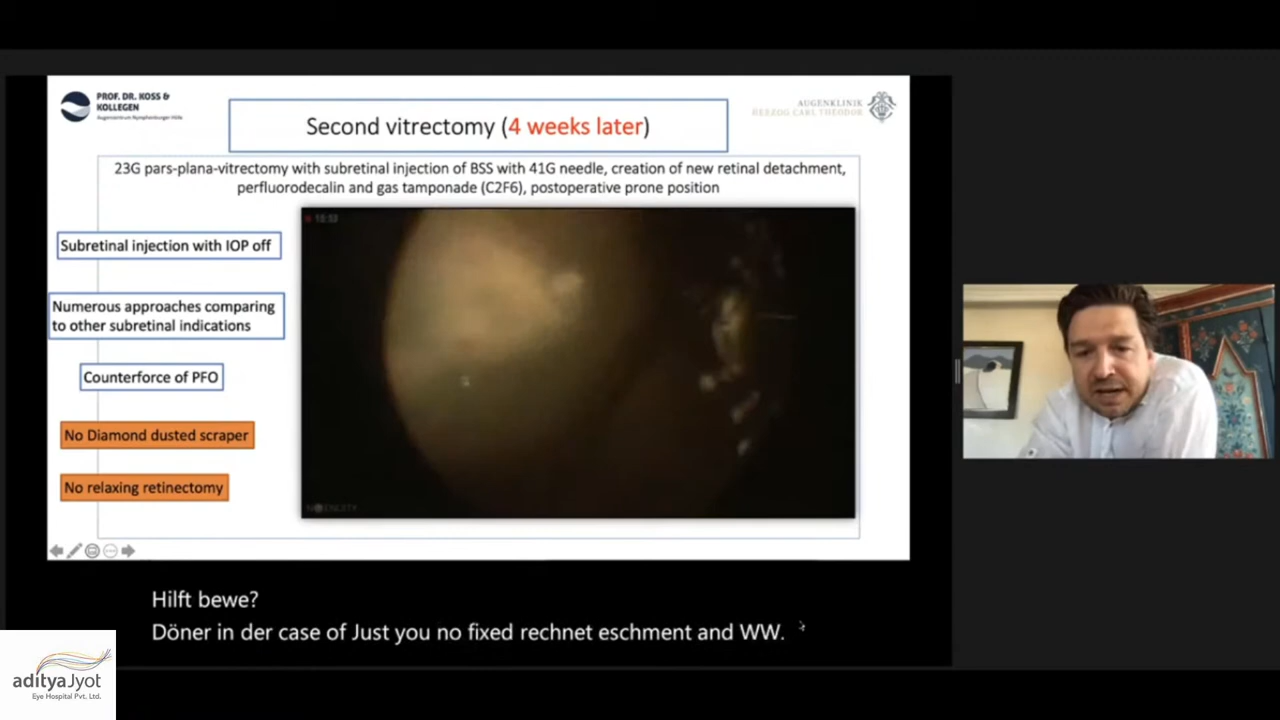 PROF. DR. KOSS &
KOLLEGEN
Augenzentrum Nymphenburger Höfe
AUGENKLINIK
HERZOG CARL THEODOR
Second vitrectomy (4 weeks later)
23G pars-plana-vitrectomy with subretinal injection of BSS with 41G needle, creation of new retinal detachment,
perfluorodecalin and gas tamponade (C2F6), postoperative prone position
Subretinal injection with IOP off
Numerous approaches comparing
to other subretinal indications
Counterforce of PFO
No Diamond dusted scraper
No relaxing retinectomy
Hilft bewe?
Döner in der case of Just you no fixed rechnet eschment and WW.
adityaJyot
Eye Hospital Pvt. Ltd.